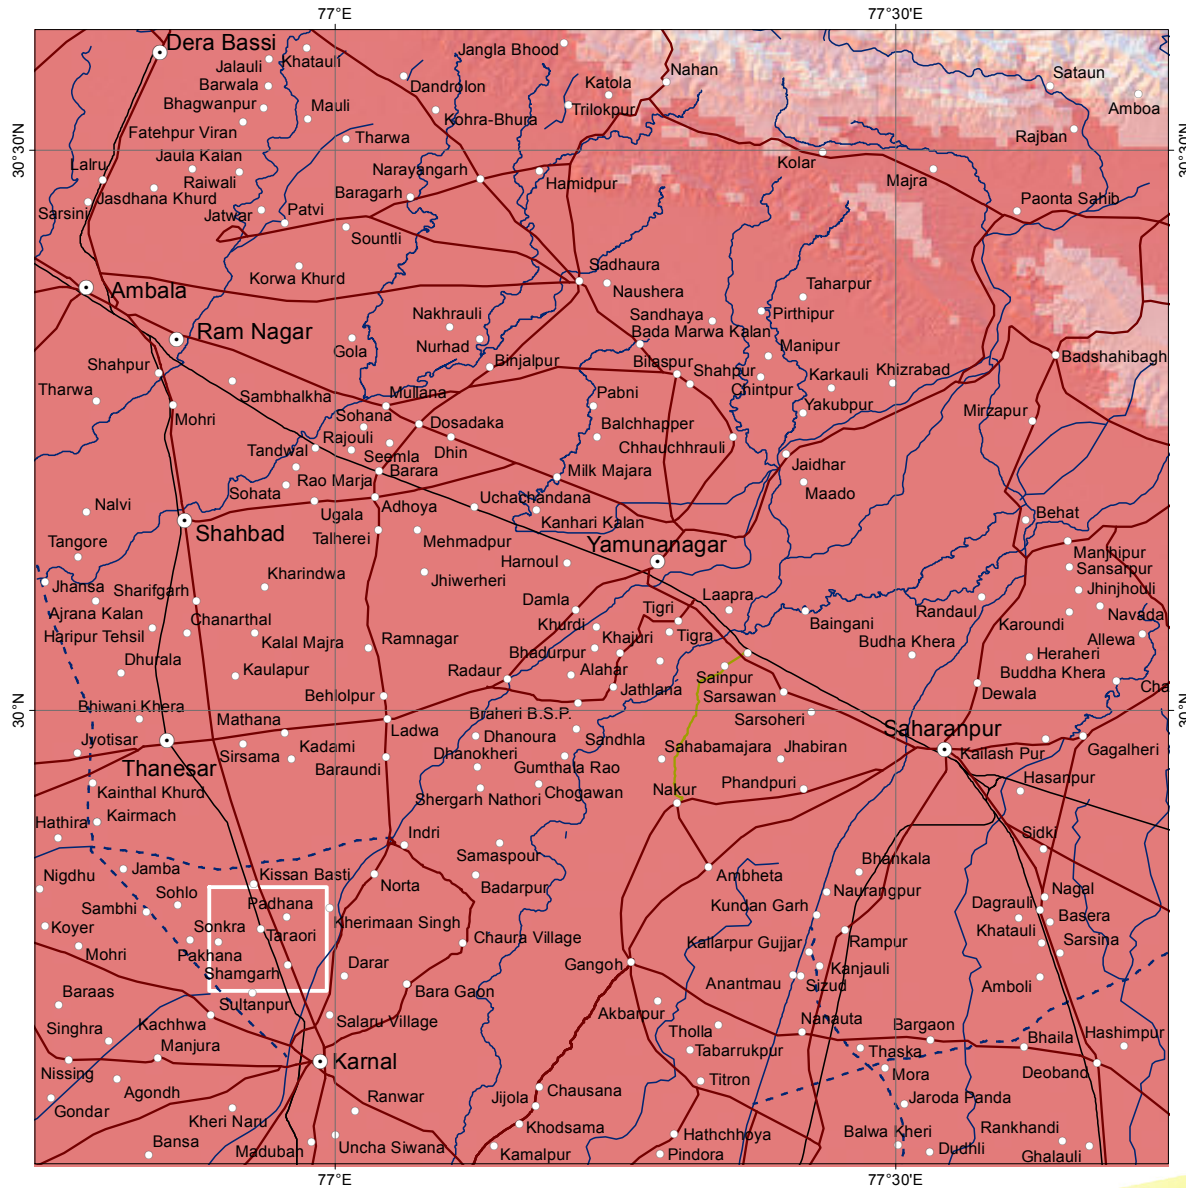 77°E
77°30'E
Dera Bassi
Jangla Bhood
Khatauli
Jalauli
Nahan
Sataun
Barwala
Dandrolon
Katola
Bhagwanpur
Mauli
Trilokpur
Amboa
Kohra-Bhura
Fatehpur Viran
Tharwa
Rajban
30°30'N
30°30'N
Jaula Kalan
Lalru
Narayangarh
Kolar
Raiwali
Hamidpur
Majra
Baragarh
Jasdhana Khurd
Paonta Sahib
Sarsini
Jatwar
Patvi
Sountli
Sadhaura
Korwa Khurd
Taharpur
Ambala
Naushera
Nakhrauli
Sandhaya
Pirthipur
Ram Nagar
Bada Marwa Kalan
Gola
Nurhad
Manipur
Binjalpur
Bilaspur
Badshahibagh
Shahpur
Shahpur
Khizrabad
Tharwa
Karkauli
Chintpur
Sambhalkha
Mullana
Pabni
Yakubpur
Mirzapur
Mohri
Sohana
Dosadaka
Balchhapper
Rajouli
Chhauchhrauli
Tandwal
Seemla
Dhin
Jaidhar
Barara
Milk Majara
Rao Marja
Sohata
Maado
Uchachandana
Nalvi
Ugala
Adhoya
Behat
Kanhari Kalan
Shahbad
Talherei
Mehmadpur
Yamunanagar
Tangore
Manjhipur
Harnoul
Sansarpur
Kharindwa
Jhiwerheri
Jhansa
Sharifgarh
Jhinjhouli
Laapra
Damla
Tigri
Ajrana Kalan
Chanarthal
Randaul
Navada
Khurdi
Baingani
Karoundi
Haripur Tehsil
Kalal Majra
Ramnagar
Khajuri
Tigra
Allewa
Budha Khera
Bhadurpur
Heraheri
Dhurala
Kaulapur
Radaur
Alahar
Sainpur
Buddha Khera
Behlolpur
Jathlana
Sarsawan
Dewala
Cha
Bhiwani Khera
30°N
30°N
Braheri B.S.P.
Mathana
Sarsoheri
Ladwa
Saharanpur
Jyotisar
Kadami
Dhanoura
Sandhla
Sahabamajara
Jhabiran
Gagalheri
Sirsama
Dhanokheri
Kailash Pur
Thanesar
Baraundi
Gumthala Rao
Hasanpur
Phandpuri
Kainthal Khurd
Shergarh Nathori
Chogawan
Nakur
Kairmach
Hathira
Indri
Sidki
Samaspour
Bhankala
Jamba
Kissan Basti
Ambheta
Nigdhu
Norta
Badarpur
Naurangpur
Nagal
Sohlo
Padhana
Dagrauli
Sambhi
Kundan Garh
Basera
Sonkra
Kherimaan Singh
Koyer
Taraori
Khatauli
Chaura Village
Kallarpur Gujjar
Rampur
Sarsina
Mohri
Pakhana
Darar
Gangoh
Kanjauli
Shamgarh
Anantmau
Sizud
Amboli
Baraas
Bara Gaon
Sultanpur
Akbarpur
Singhra
Kachhwa
Salaru Village
Nanauta
Bargaon
Tholla
Hashimpur
Manjura
Bhaila
Tabarrukpur
Thaska
Karnal
Nissing
Deoband
Mora
Titron
Agondh
Chausana
Gondar
Ranwar
Jijola
Jaroda Panda
Kheri Naru
Khodsama
Hathchhoya
Balwa Kheri
Rankhandi
Bansa
Uncha Siwana
Dudhli
Maduban
Kamalpur
Pindora
Ghalauli
77°E
77°30'E